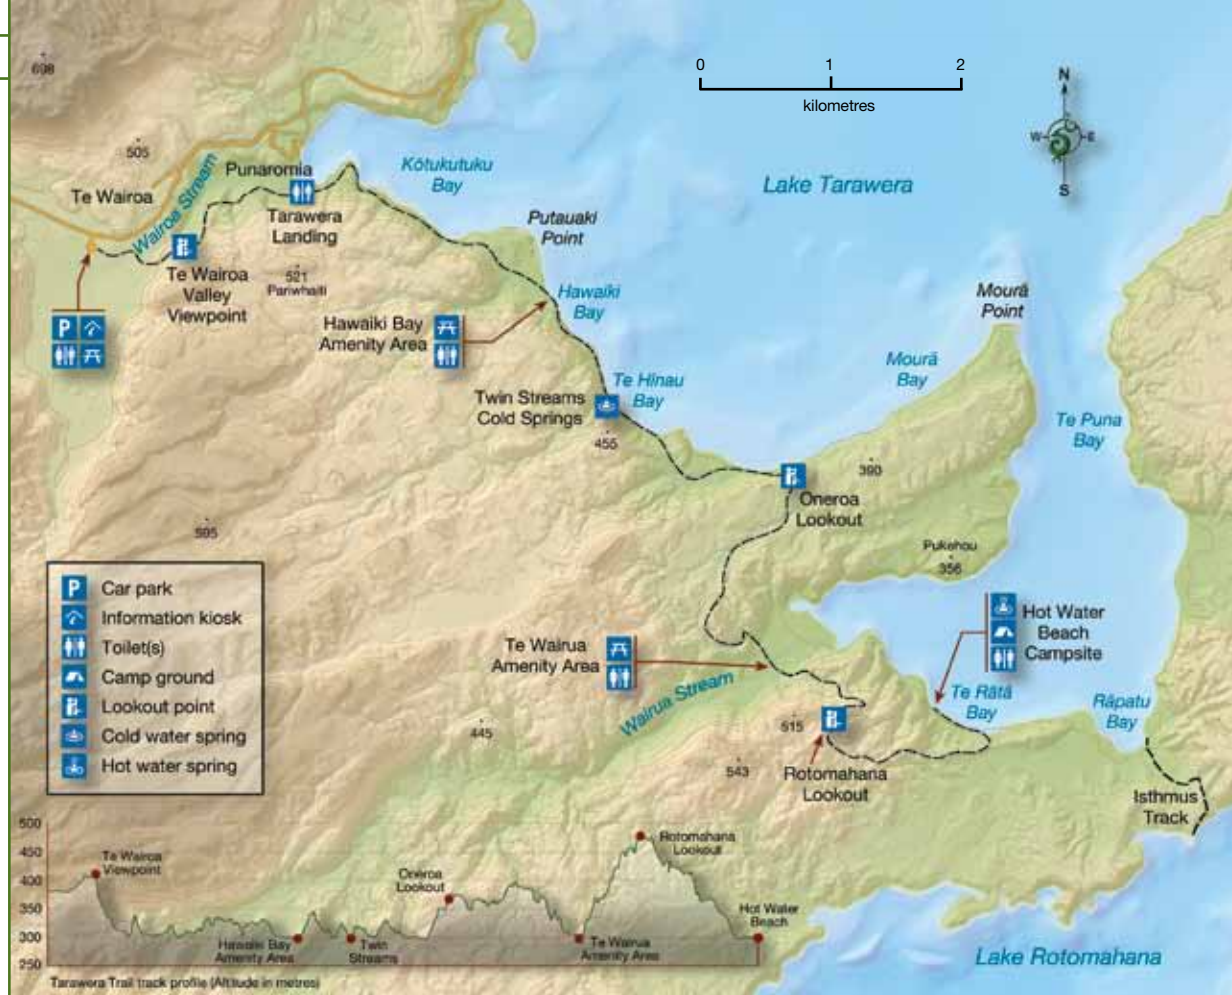 698
0 1 2
kilometres
N
W E
S
505
Te Wairoa
Wairoa Stream
Punaromia
Tarawera
Landing
Kōtukutuku
Bay
Lake Tarawera
Putauaki
Point
Te Wairoa
Valley
Viewpoint
521
Pariwhaiti
Hawaiki
Bay
Hawaiki Bay
Amenity Area
P
Mourā
Point
Mourā
Bay
Te Puna
Bay
Te Hīnau
Bay
Twin Streams
Cold Springs
455
390
Oneroa
Lookout
595
Pukehou
356
P Car park
Information kiosk
Toilet(s)
Camp ground
Lookout point
Cold water spring
Hot water spring
Te Wairua
Amenity Area
Wairua Stream
Hot Water
Beach
Campsite
Te Rātā
Bay
Rāpatu
Bay
445
515
543
Rotomahana
Lookout
Isthmus
Track
500
450
400
350
300
250
Te Wairoa
Viewpoint
Hawaiki Bay
Amenity Area
Twin
Streams
Oneroa
Lookout
Te Wairua
Amenity Area
Rotomahana
Lookout
Hot Water
Beach
Tarawera Trail track profile (Altitude in metres)
Lake Rotomahana